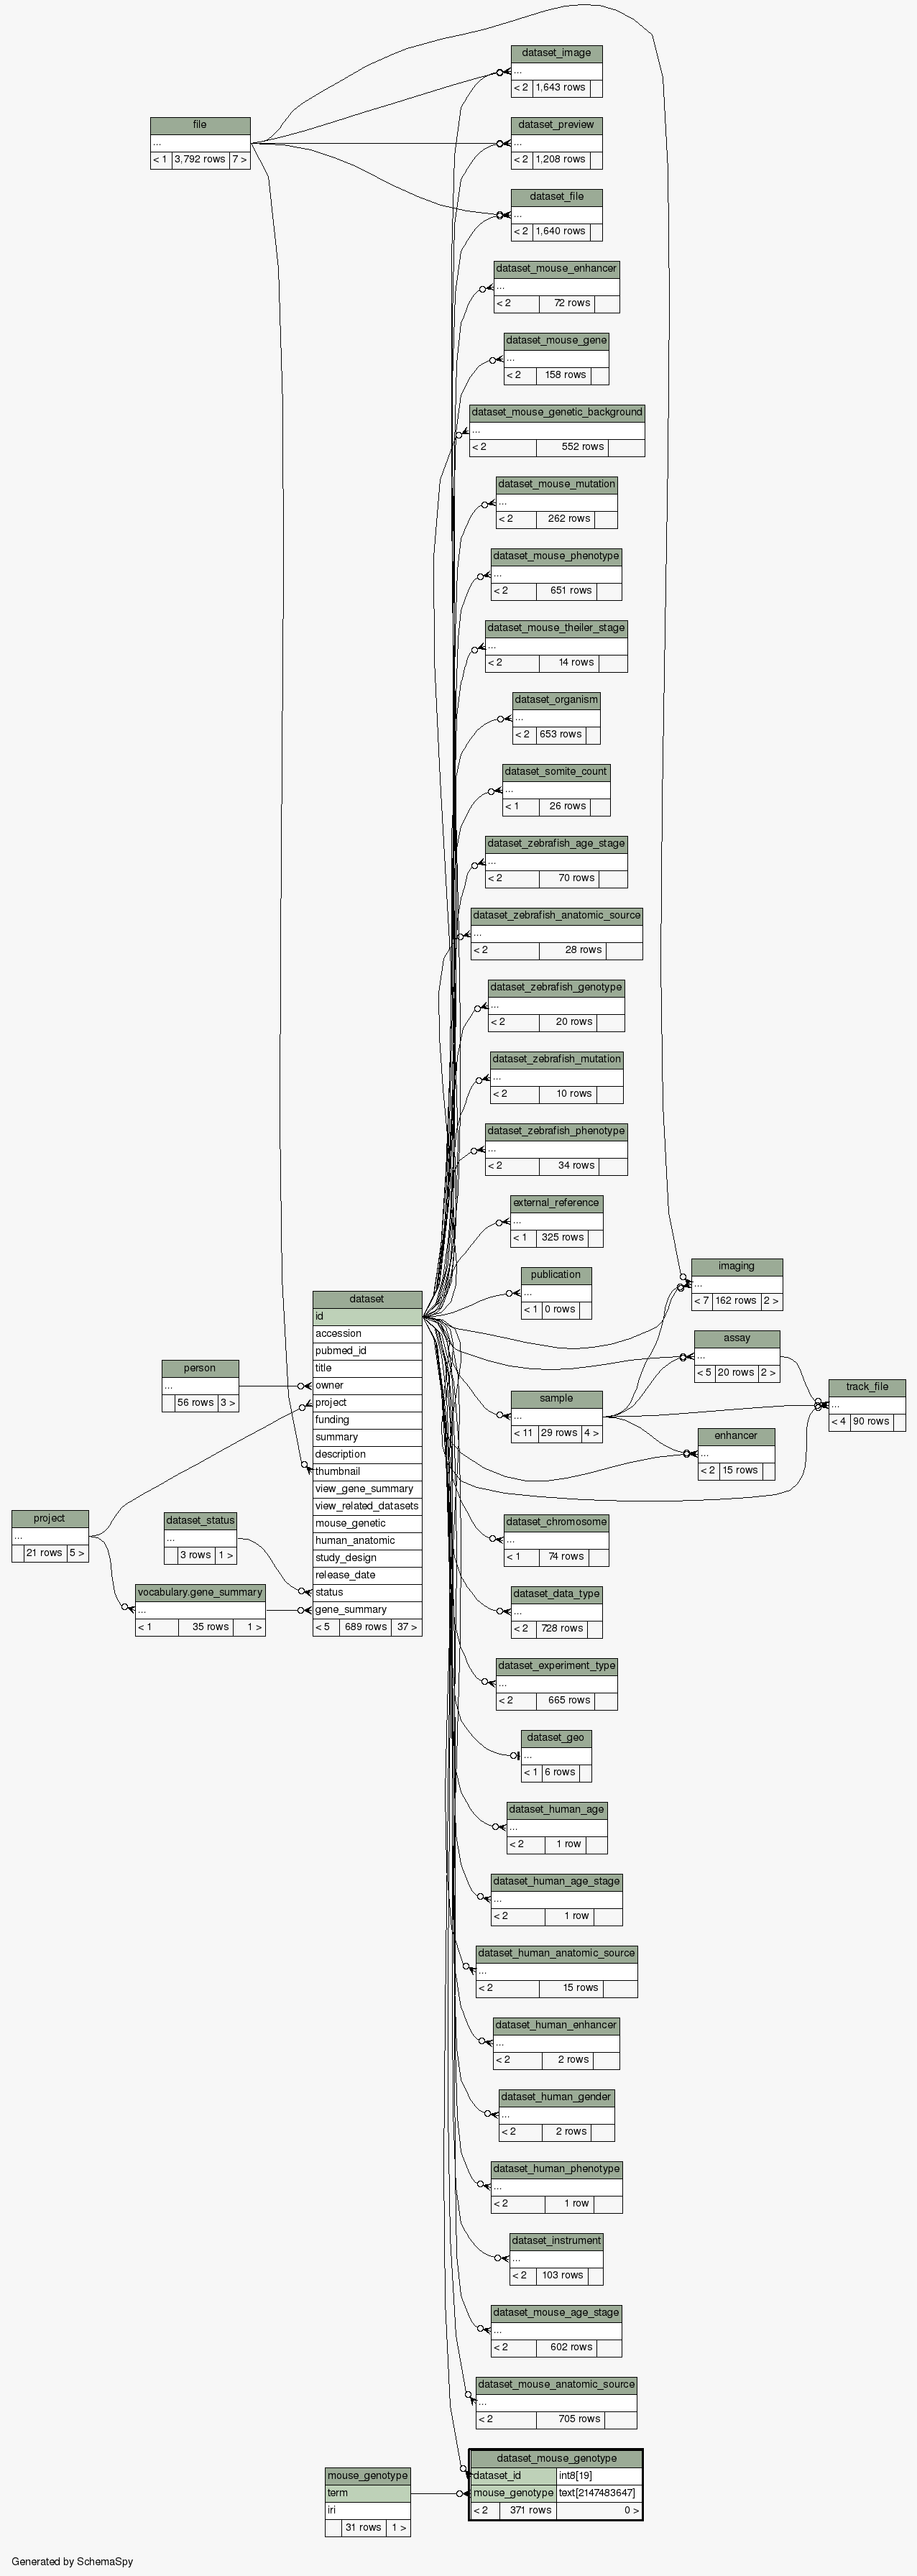 dataset_image
...
< 2 1,643 rows
file
...
< 1 3,792 rows 7 >
dataset_preview
...
< 2 1,208 rows
dataset_file
...
< 2 1,640 rows
dataset_mouse_enhancer
...
< 2 72 rows
dataset_mouse_gene
...
< 2 158 rows
dataset_mouse_genetic_background
...
< 2 552 rows
dataset_mouse_mutation
...
< 2 262 rows
dataset_mouse_phenotype
...
< 2 651 rows
dataset_mouse_theiler_stage
...
< 2 14 rows
dataset_organism
...
< 2 653 rows
dataset_somite_count
...
< 1 26 rows
dataset_zebrafish_age_stage
...
< 2 70 rows
dataset_zebrafish_anatomic_source
...
< 2 28 rows
dataset_zebrafish_genotype
...
< 2 20 rows
dataset_zebrafish_mutation
...
< 2 10 rows
dataset_zebrafish_phenotype
...
< 2 34 rows
external_reference
...
< 1 325 rows
publication
...
< 1 0 rows
imaging
...
< 7 162 rows 2 >
assay
...
< 5 20 rows 2 >
track_file
...
< 4 90 rows
sample
...
< 11 29 rows 4 >
enhancer
...
< 2 15 rows
dataset
id
accession
pubmed_id
title
owner
project
funding
summary
description
thumbnail
view_gene_summary
view_related_datasets
mouse_genetic
human_anatomic
study_design
release_date
status
gene_summary
< 5 689 rows 37 >
person
...
56 rows 3 >
project
...
21 rows 5 >
dataset_status
...
3 rows 1 >
vocabulary.gene_summary
...
< 1 35 rows 1 >
dataset_chromosome
...
< 1 74 rows
dataset_data_type
...
< 2 728 rows
dataset_experiment_type
...
< 2 665 rows
dataset_geo
...
< 1 6 rows
dataset_human_age
...
< 2 1 row
dataset_human_age_stage
...
< 2 1 row
dataset_human_anatomic_source
...
< 2 15 rows
dataset_human_enhancer
...
< 2 2 rows
dataset_human_gender
...
< 2 2 rows
dataset_human_phenotype
...
< 2 1 row
dataset_instrument
...
< 2 103 rows
dataset_mouse_age_stage
...
< 2 602 rows
dataset_mouse_anatomic_source
...
< 2 705 rows
dataset_mouse_genotype
dataset_id int8[19]
mouse_genotype text[2147483647]
< 2 371 rows 0 >
mouse_genotype
term
iri
31 rows 1 >
Generated by SchemaSpy